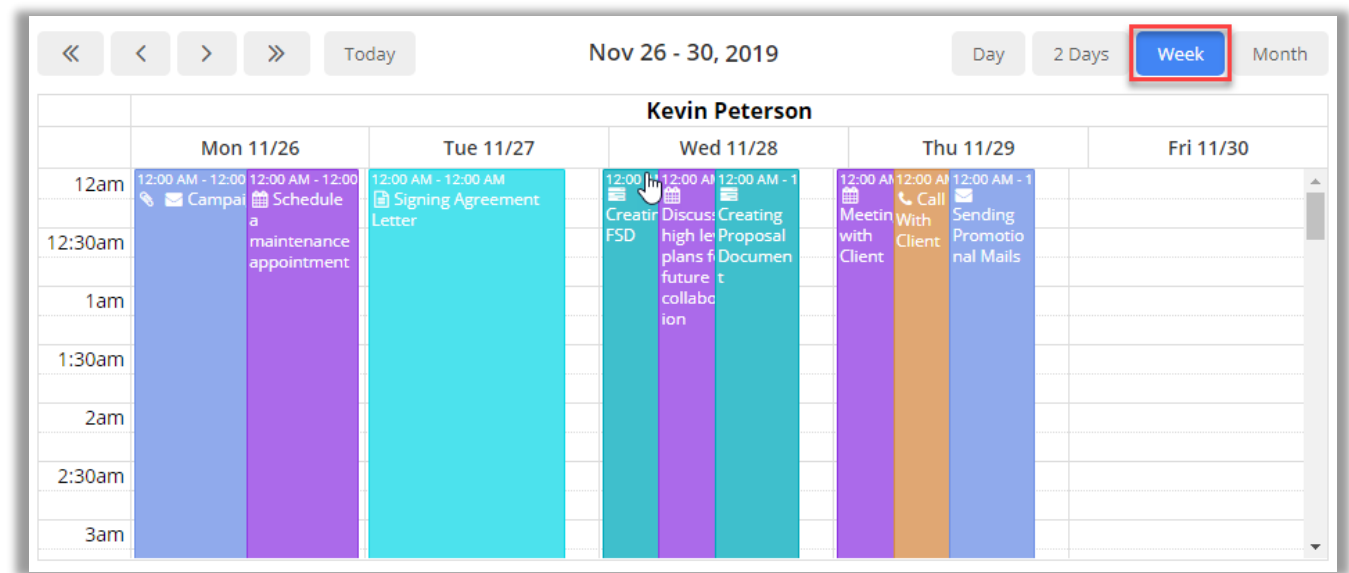 Today
Nov 26 - 30, 2019
Day
2 Days
Week
Month
Kevin Peterson
Mon 11/26
Tue 11/27
Wed 11/28
Thu 11/29
Fri 11/30
12am
12:30am
1am
1:30am
2am
2:30am
3am
12:00 AM - 12:00
Campai
12:00 AM - 12:00
Schedule
a
maintenance
appointment
12:00 AM - 12:00 AM
Signing Agreement
Letter
12:00
Creatin
FSD
12:00 AM
Discuss
high lev
plans f
future
collabo
ion
12:00 AM - 1
Creating
Proposal
Documen
t
12:00 AM
Meetin
with
Client
12:00 AM
Call
With
Client
12:00 AM - 1
Sending
Promotio
nal Mails